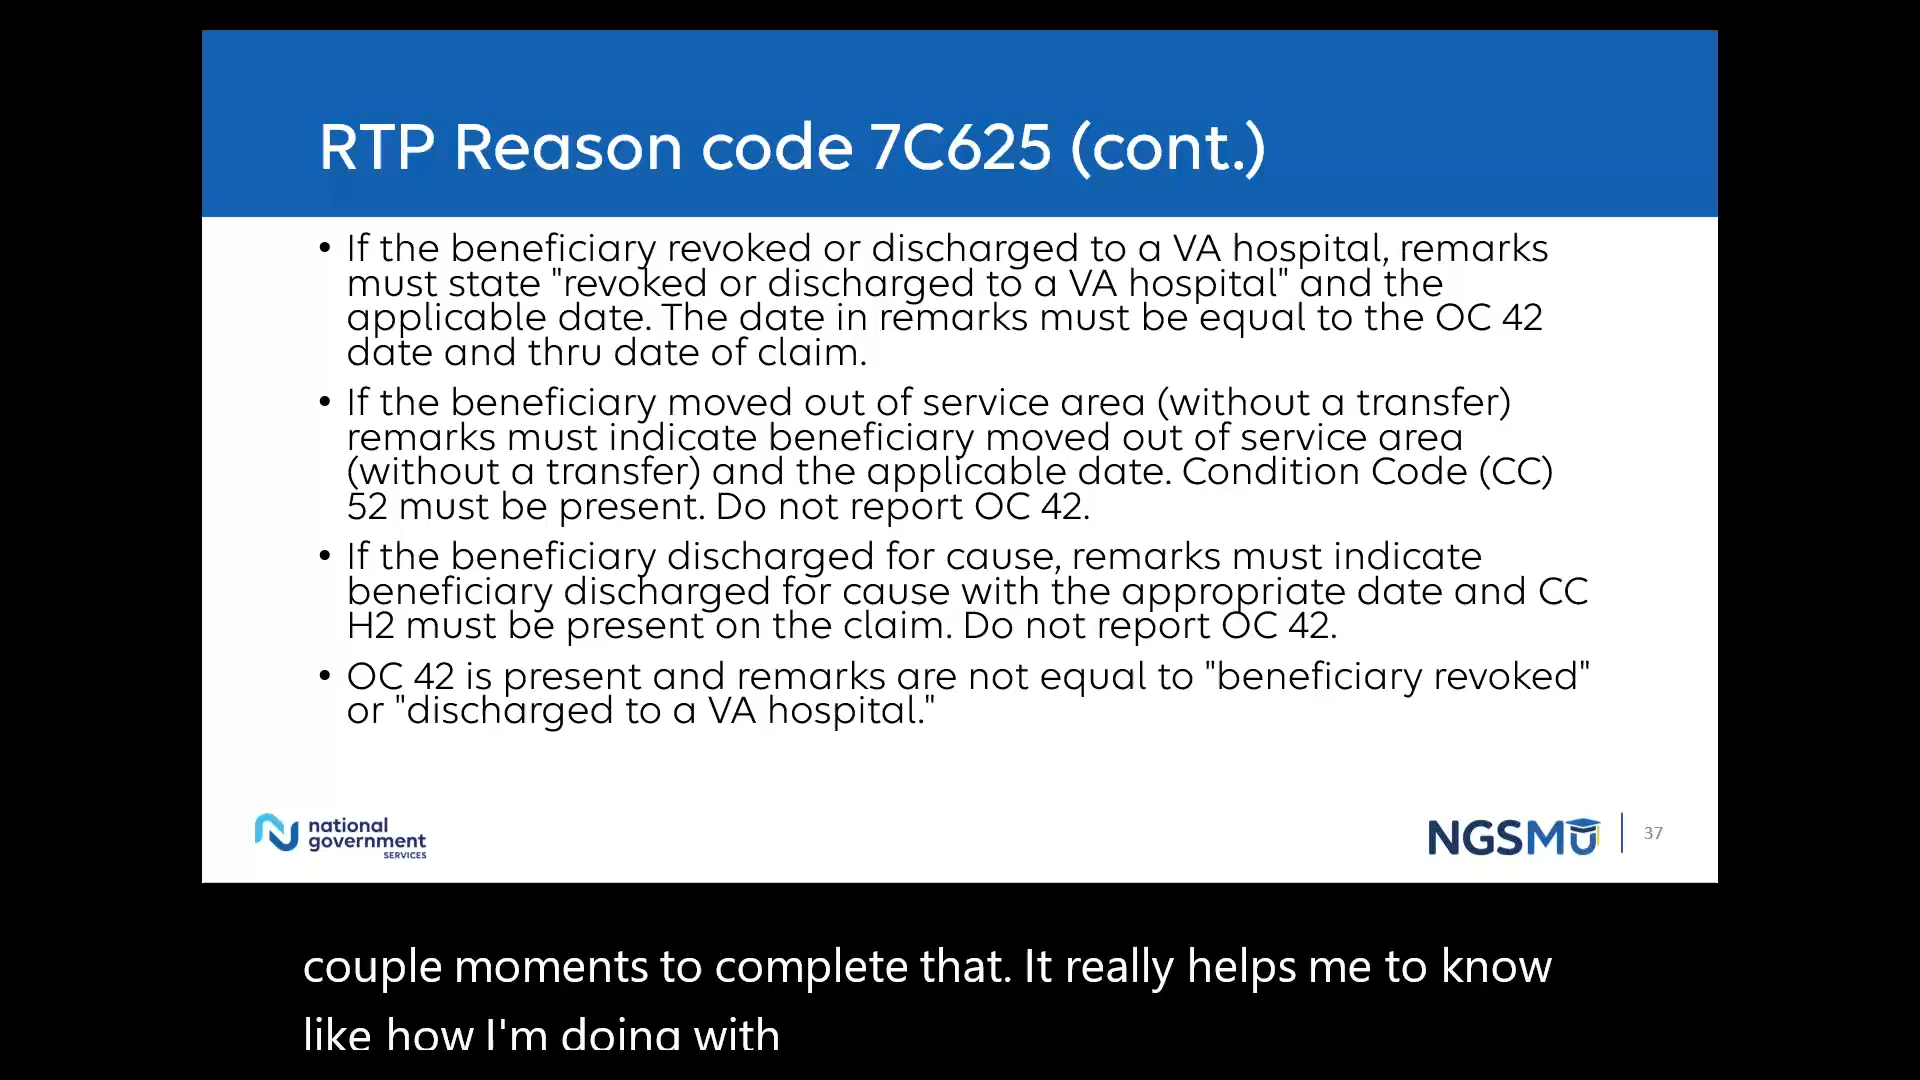 RTP Reason code 7C625 (cont.)
• If the beneficiary revoked or discharged to a VA hospital, remarks
must state "revoked or discharged to a VA hospital" and the
applicable date. The date in remarks must be equal to the OC 42
date and thru date of claim.
• If the beneficiary moved out of service area (without a transfer)
remarks must indicate beneficiary moved out of service area
(without a transfer) and the applicable date. Condition Code (CC)
52 must be present. Do not report OC 42.
• If the beneficiary discharged for cause, remarks must indicate
beneficiary discharged for cause with the appropriate date and CC
H2 must be present on the claim. Do not report OC 42.
• OC 42 is present and remarks are not equal to "beneficiary revoked"
or "discharged to a VA hospital."
national
government
SERVICES
NGSMU
37
couple moments to complete that. It really helps me to know
like how I'm doing with